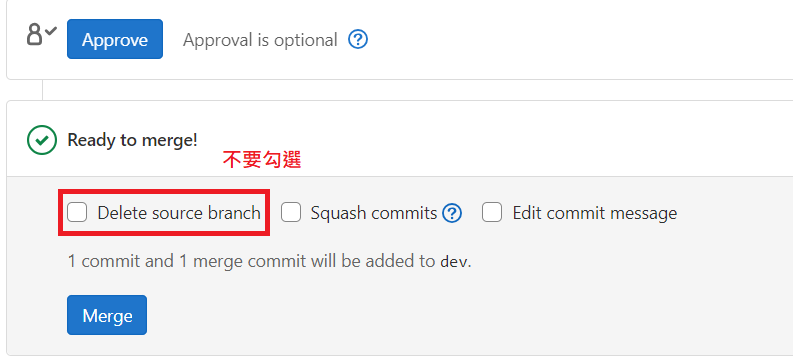 Approve Approval is optional ?
Ready to merge!
不要勾選
Delete source branch Squash commits ? Edit commit message
1 commit and 1 merge commit will be added to dev.
Merge